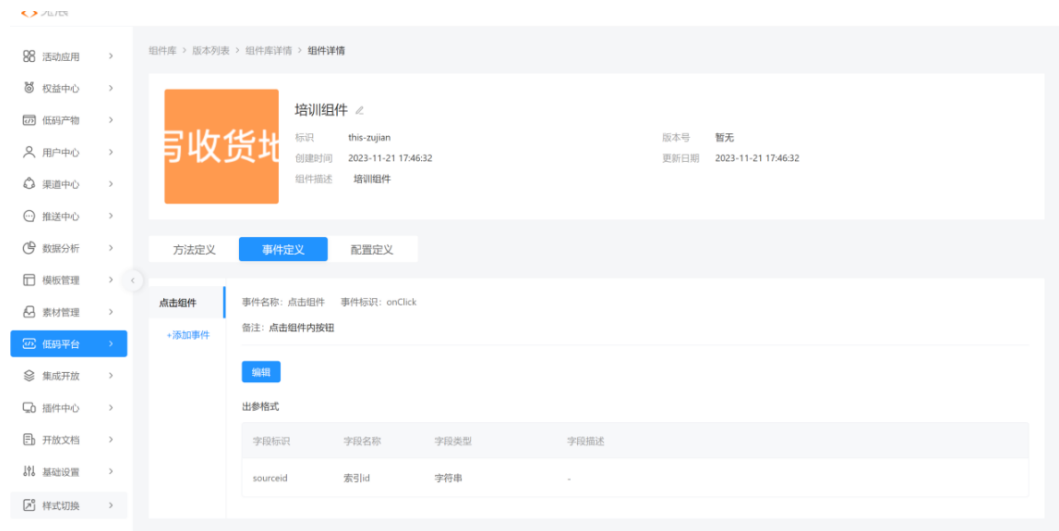 组件库 > 版本列表 > 组件库详情 > 组件详情
活动应用
权益中心
低码产物
用户中心
渠道中心
推送中心
数据分析
模板管理
素材管理
低码平台
集成开放
插件中心
开放文档
基础设置
样式切换
写收货地
培训组件
标识 this-zujian 版本号 暂无
创建时间 2023-11-21 17:46:32 更新日期 2023-11-21 17:46:32
组件描述 培训组件
方法定义 事件定义 配置定义
点击组件
+添加事件
事件名称：点击组件 事件标识：onClick
备注：点击组件内按钮
编辑
出参格式
字段标识 字段名称 字段类型 字段描述
sourceid 索引id 字符串 -